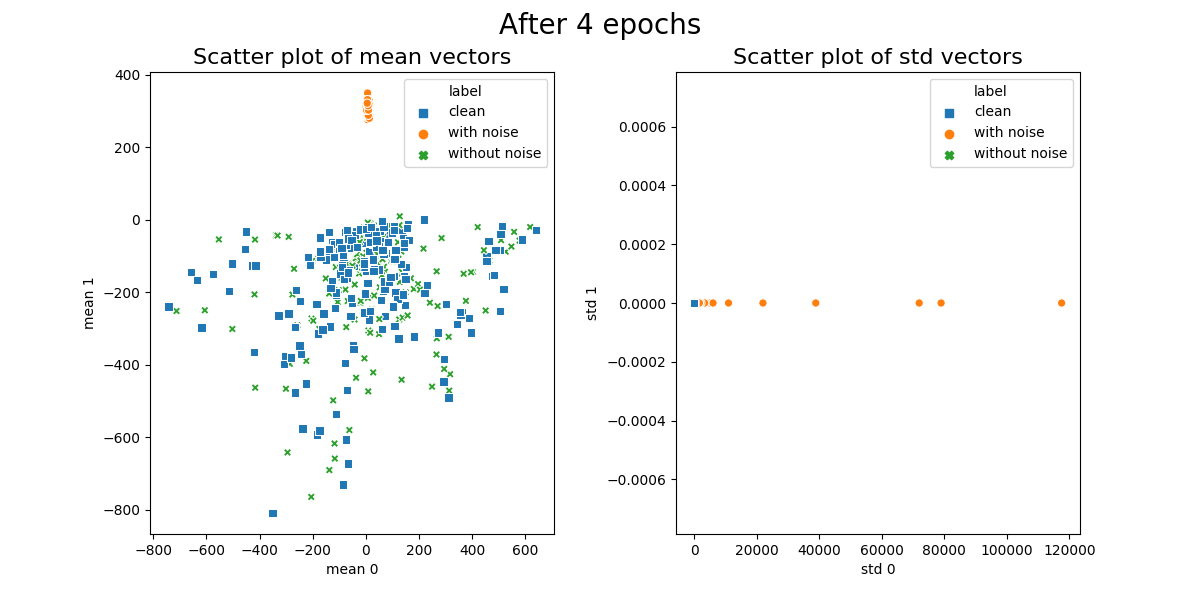 After 4 epochs
Scatter plot of mean vectors
400
200
0
−200
−400
−600
−800
mean 1
−800
−600
−400
−200
0
200
400
600
mean 0
label
clean
with noise
without noise
Scatter plot of std vectors
0.0006
0.0004
0.0002
0.0000
−0.0002
−0.0004
−0.0006
std 1
0
20000
40000
60000
80000
100000
120000
std 0
label
clean
with noise
without noise